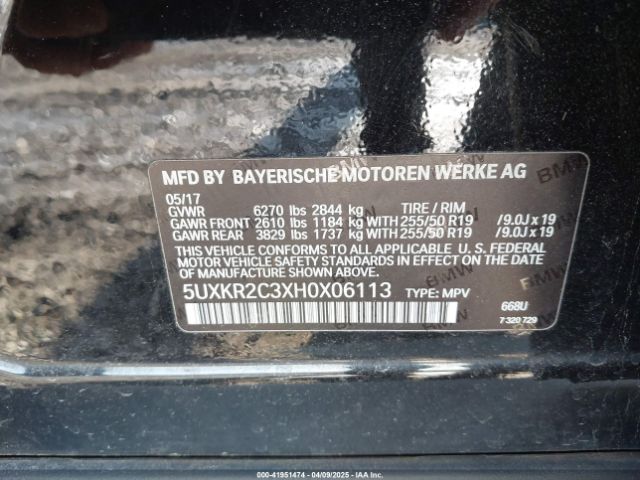 MFD BY BAYERISCHE MOTOREN WERKE AG
05/17
GVWR 6270 lbs 2844 kg TIRE / RIM
GAWR FRONT 2610 lbs 1184 kg WITH 255/50 R19 /9.0J x 19
GAWR REAR 3829 lbs 1737 kg WITH 255/50 R19 /9.0J x 19
THIS VEHICLE CONFORMS TO ALL APPLICABLE U. S. FEDERAL
MOTOR VEHICLE SAFETY STANDARDS IN EFFECT ON THE DATE
OF MANUFACTURE SHOWN ABOVE.
5UXKR2C3XH0X06113 TYPE: MPV
668U
7 320 729
000-41951474 | 04/09/2025 | IAAI.COM